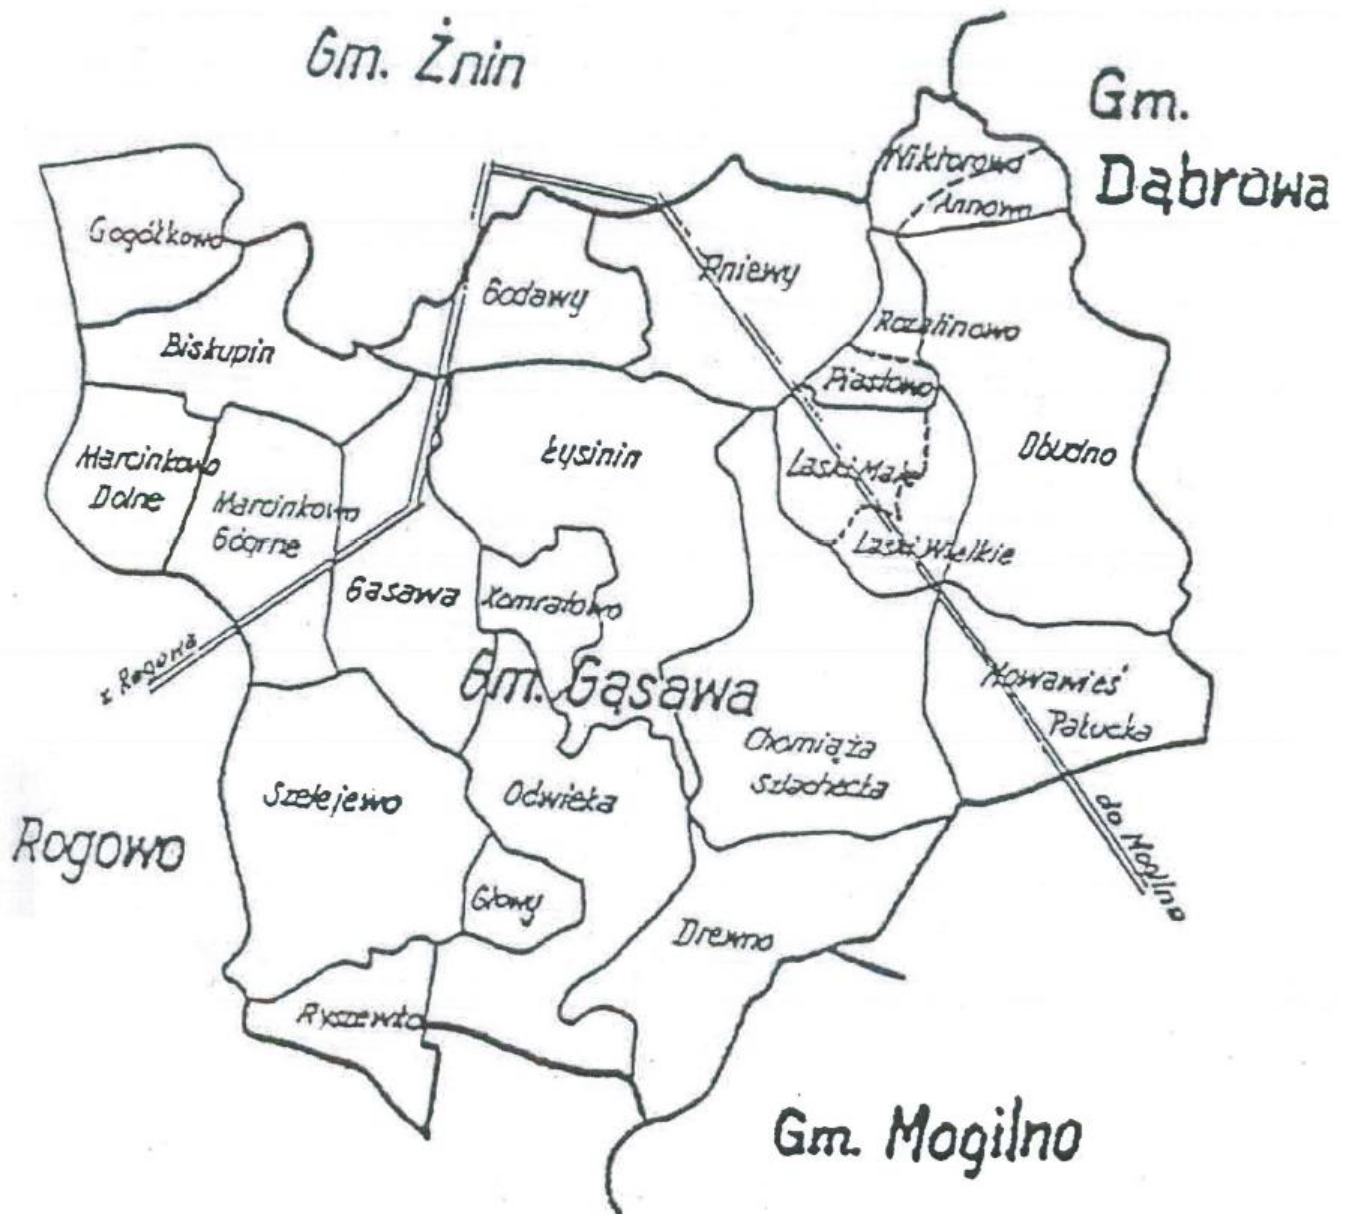 Gm. Żnin
Gm.
Dąbrowa
Wiktorowo
Annowo
Gogółkowo
Godawy
Pniewy
Rozalinowo
Biskupin
Piastowo
Marcinkowo
Dolne
Marcinkowo
Górne
Łysinin
Laski Małe
Obudno
Laski Wielkie
Gąsawa
Komratowo
z Rogowa
Gm. Gąsawa
Nowawieś
Pałucka
Chomiąża
Szlachecka
Szelejewo
Odwieka
do Mogilna
Rogowo
Głowy
Drewno
Ryszewko
Gm. Mogilno